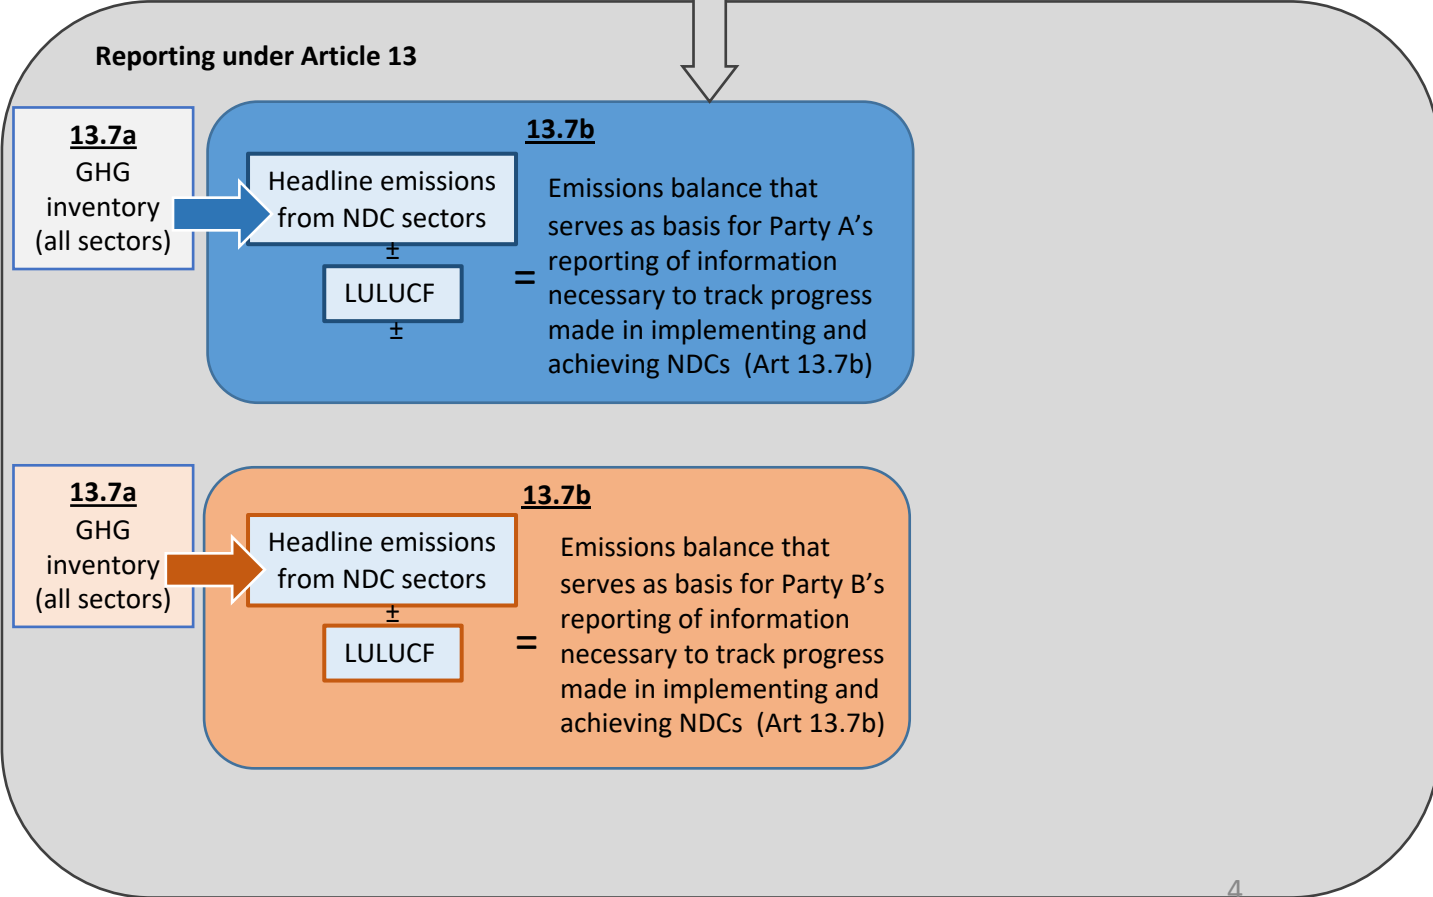 Reporting under Article 13
13.7a
GHG
inventory
(all sectors)
13.7b
Headline emissions
from NDC sectors
±
LULUCF
±
=
Emissions balance that
serves as basis for Party A’s
reporting of information
necessary to track progress
made in implementing and
achieving NDCs  (Art 13.7b)
13.7a
GHG
inventory
(all sectors)
13.7b
Headline emissions
from NDC sectors
±
LULUCF
=
Emissions balance that
serves as basis for Party B’s
reporting of information
necessary to track progress
made in implementing and
achieving NDCs  (Art 13.7b)
4